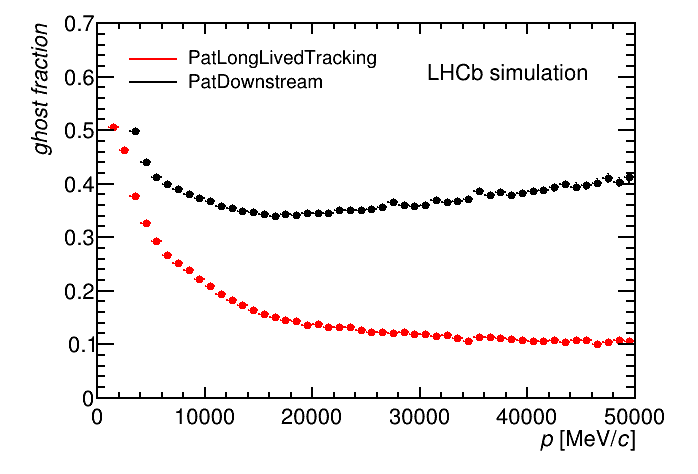 0.7
0.6
0.5
0.4
0.3
0.2
0.1
0
ghost fraction
PatLongLivedTracking
PatDownstream
LHCb simulation
0 10000 20000 30000 40000 50000
p [MeV/c]